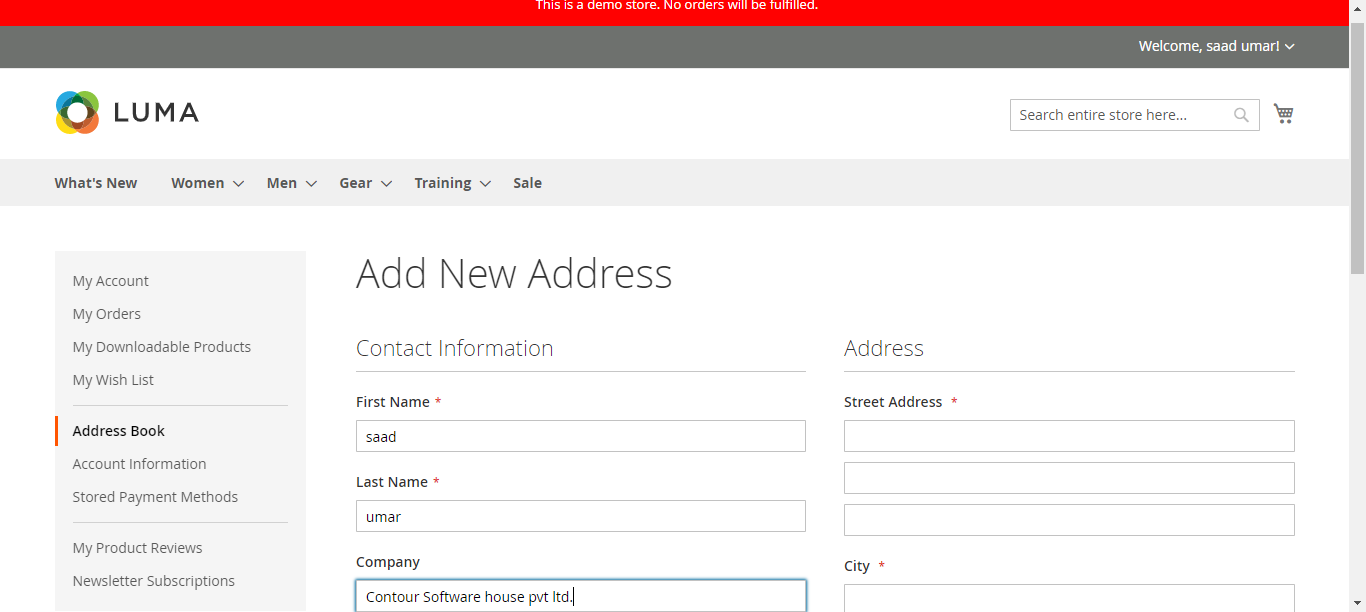 This is a demo store. No orders will be fulfilled.
Welcome, saad umar!
LUMA
Search entire store here...
What's New Women Men Gear Training Sale
My Account
My Orders
My Downloadable Products
My Wish List
Address Book
Account Information
Stored Payment Methods
My Product Reviews
Newsletter Subscriptions
Add New Address
Contact Information
First Name *
saad
Last Name *
umar
Company
Contour Software house pvt ltd.
Address
Street Address *
City *